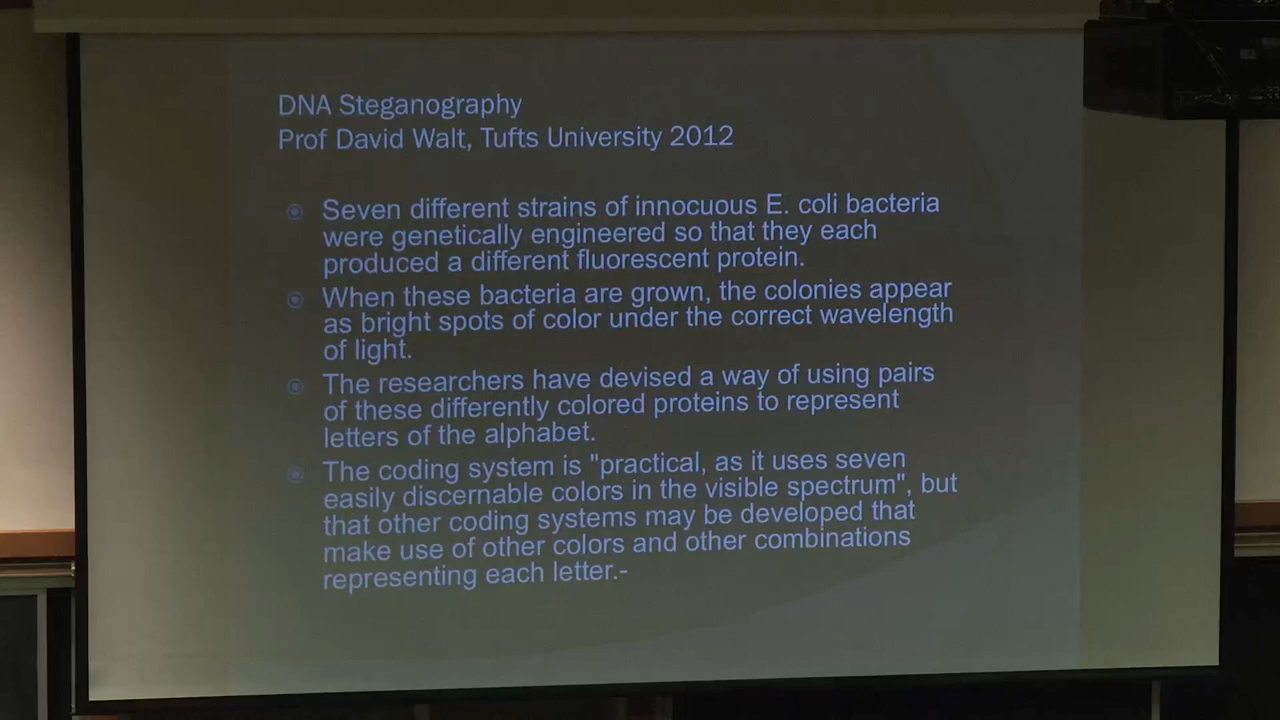 DNA Steganography
Prof David Walt, Tufts University 2012
Seven different strains of innocuous E. coli bacteria
were genetically engineered so that they each
produced a different fluorescent protein.
When these bacteria are grown, the colonies appear
as bright spots of color under the correct wavelength
of light.
The researchers have devised a way of using pairs
of these differently colored proteins to represent
letters of the alphabet.
The coding system is "practical, as it uses seven
easily discernable colors in the visible spectrum", but
that other coding systems may be developed that
make use of other colors and other combinations
representing each letter.-